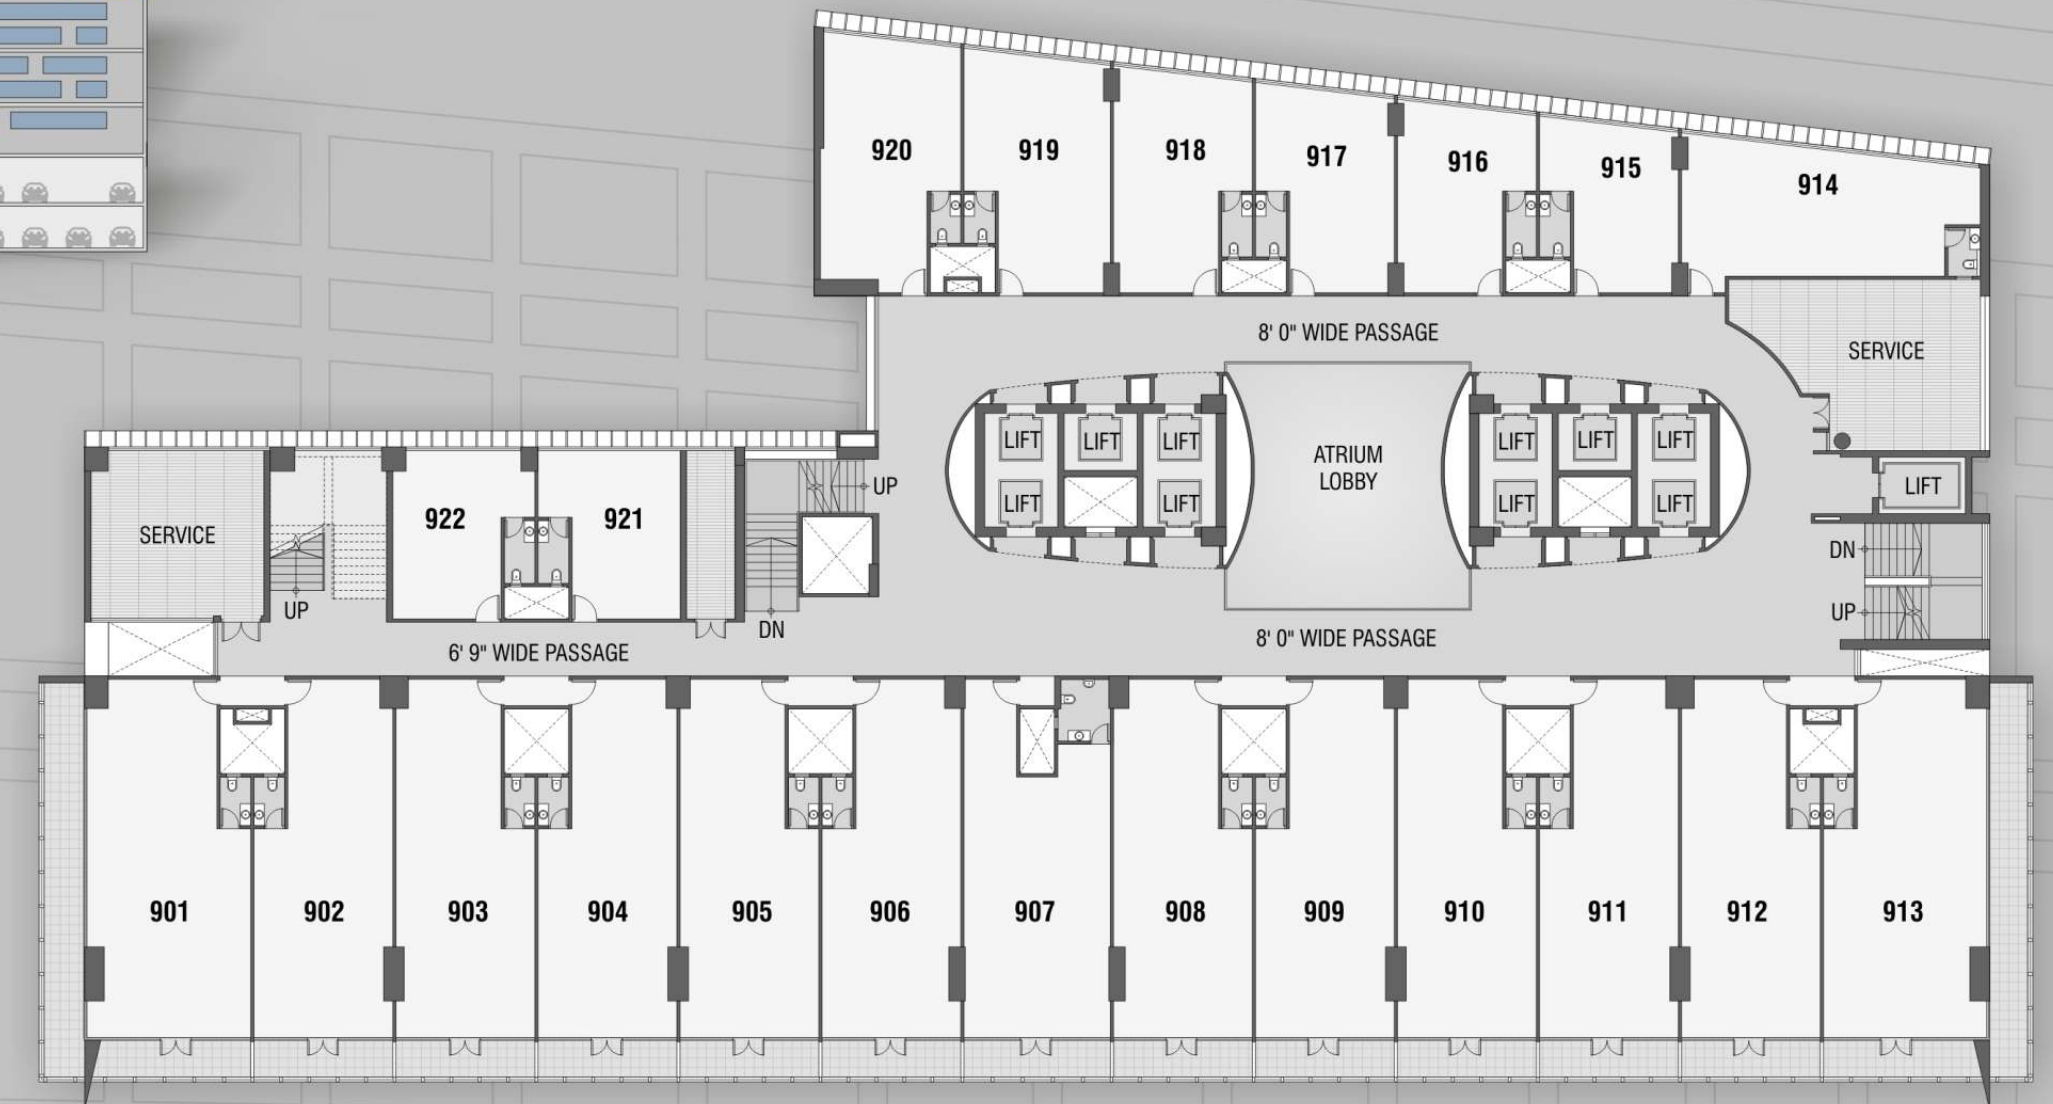 920
919
918
917
916
915
914
8' 0" WIDE PASSAGE
SERVICE
LIFT
LIFT
LIFT
LIFT
LIFT
LIFT
ATRIUM
LOBBY
LIFT
LIFT
LIFT
LIFT
LIFT
LIFT
UP
922
921
SERVICE
DN
UP
UP
DN
6' 9" WIDE PASSAGE
8' 0" WIDE PASSAGE
901
902
903
904
905
906
907
908
909
910
911
912
913